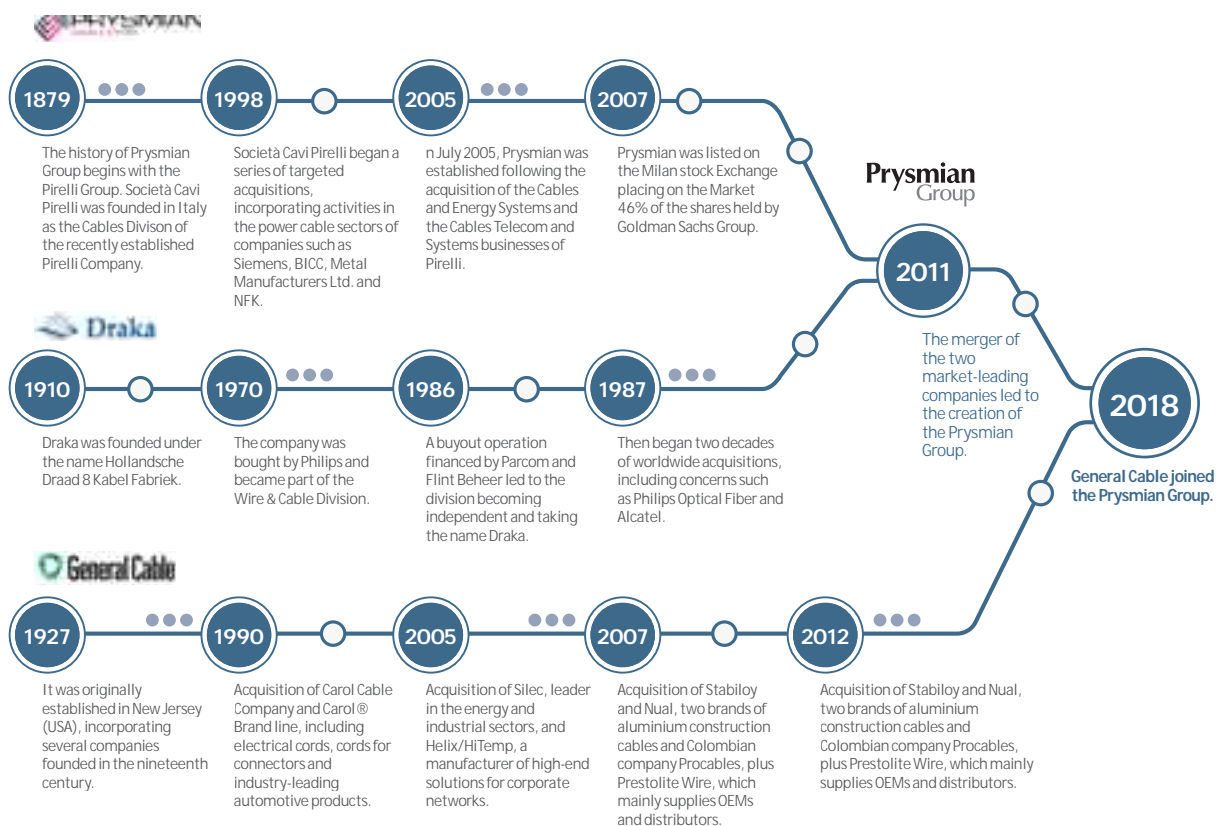 PRYSMIAN
1879
1998
2005
2007
The history of Prysmian
Group begins with the
Pirelli Group. Società Cavi
Pirelli was founded in Italy
as the Cables Divison of
the recently established
Pirelli Company.
Società Cavi Pirelli began a
series of targeted
acquisitions,
incorporating activities in
the power cable sectors of
companies such as
Siemens, BICC, Metal
Manufacturers Ltd. and
NFK.
n July 2005, Prysmian was
established following the
acquisition of the Cables
and Energy Systems and
the Cables Telecom and
Systems businesses of
Pirelli.
Prysmian was listed on
the Milan stock Exchange
placing on the Market
46% of the shares held by
Goldman Sachs Group.
Prysmian
Group
2011
The merger of
the two
market-leading
companies led to
the creation of
the Prysmian
Group.
Draka
1910
1970
1986
1987
Draka was founded under
the name Hollandsche
Draad 8 Kabel Fabriek.
The company was
bought by Philips and
became part of the
Wire & Cable Division.
A buyout operation
financed by Parcom and
Flint Beheer led to the
division becoming
independent and taking
the name Draka.
Then began two decades
of worldwide acquisitions,
including concerns such
as Philips Optical Fiber and
Alcatel.
2018
General Cable joined
the Prysmian Group.
General Cable
1927
1990
2005
2007
2012
It was originally
established in New Jersey
(USA), incorporating
several companies
founded in the nineteenth
century.
Acquisition of Carol Cable
Company and Carol ®
Brand line, including
electrical cords, cords for
connectors and
industry-leading
automotive products.
Acquisition of Silec, leader
in the energy and
industrial sectors, and
Helix/HiTemp, a
manufacturer of high-end
solutions for corporate
networks.
Acquisition of Stabiloy
and Nual, two brands of
aluminium construction
cables and Colombian
company Procables, plus
Prestolite Wire, which
mainly supplies OEMs
and distributors.
Acquisition of Stabiloy and Nual,
two brands of aluminium
construction cables and
Colombian company Procables,
plus Prestolite Wire, which mainly
supplies OEMs and distributors.